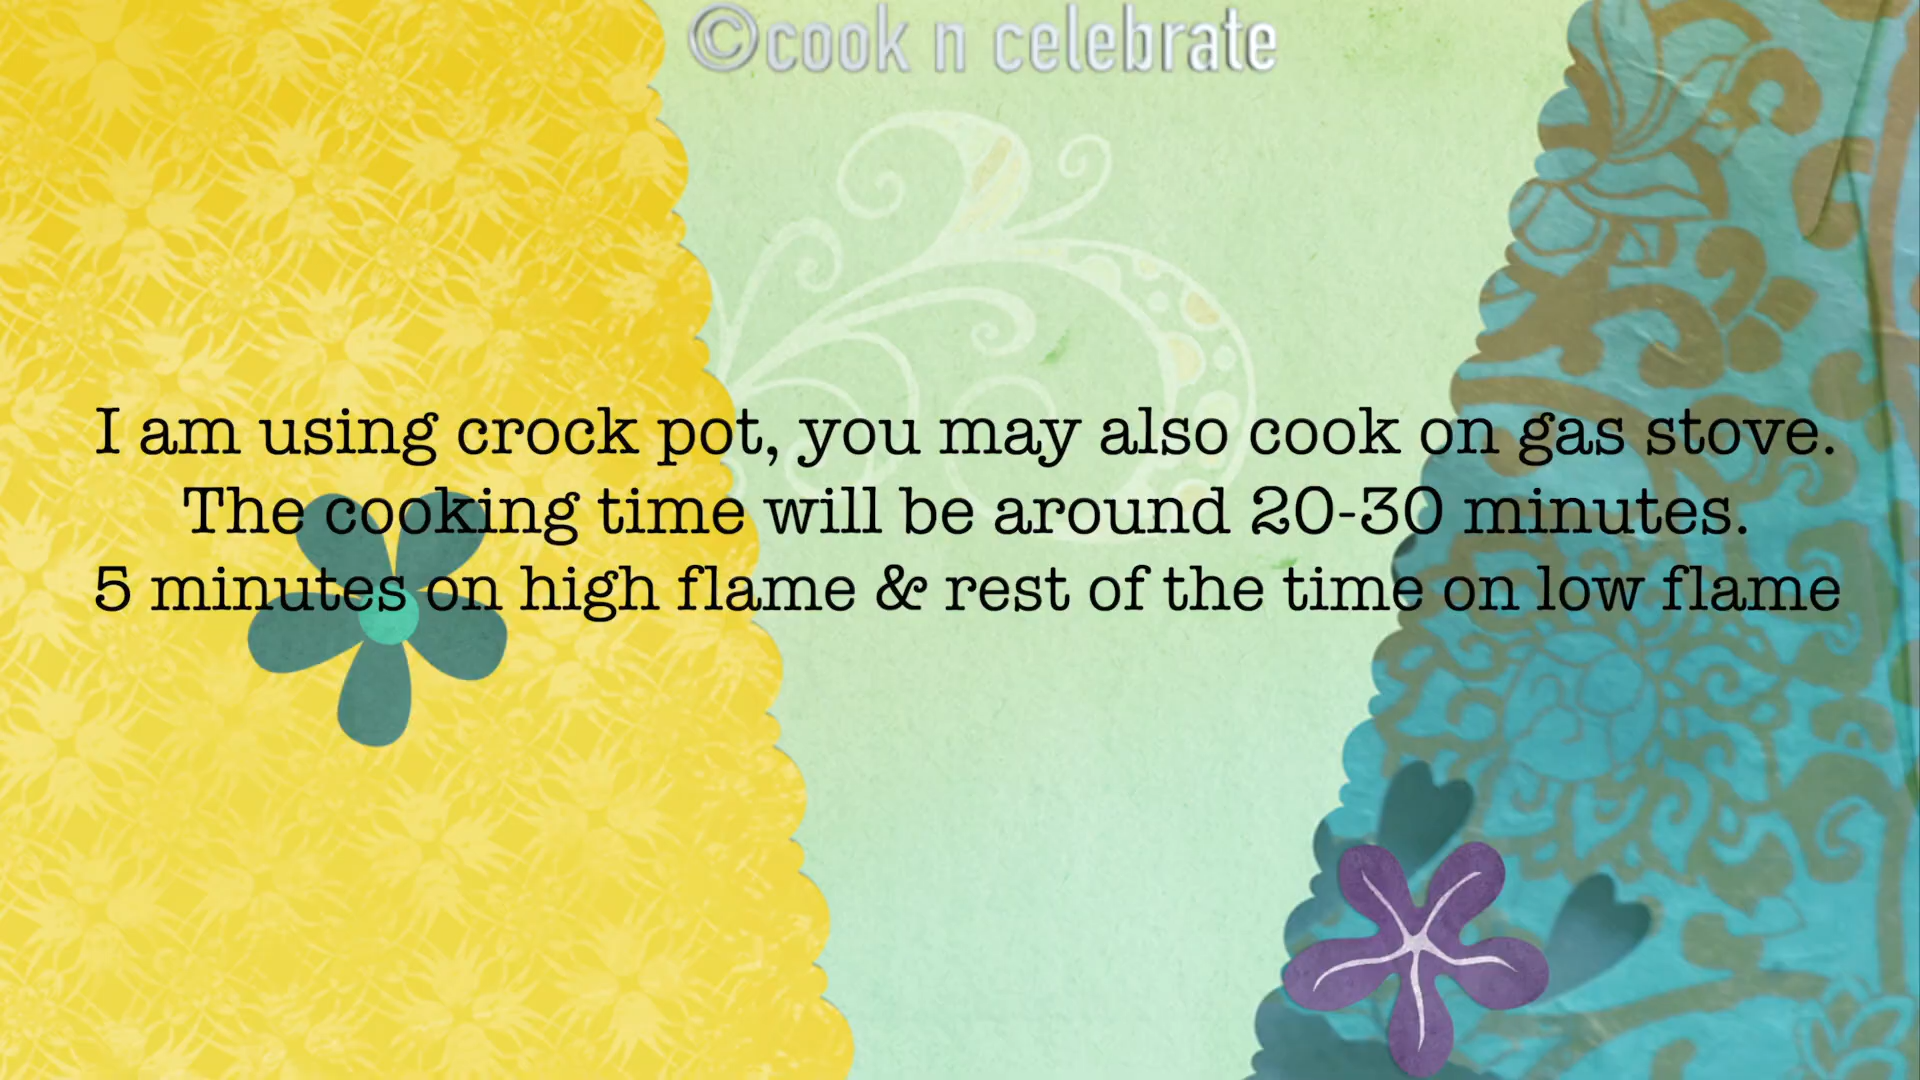 ©cook n celebrate
I am using crock pot, you may also cook on gas stove.
The cooking time will be around 20-30 minutes.
5 minutes on high flame & rest of the time on low flame